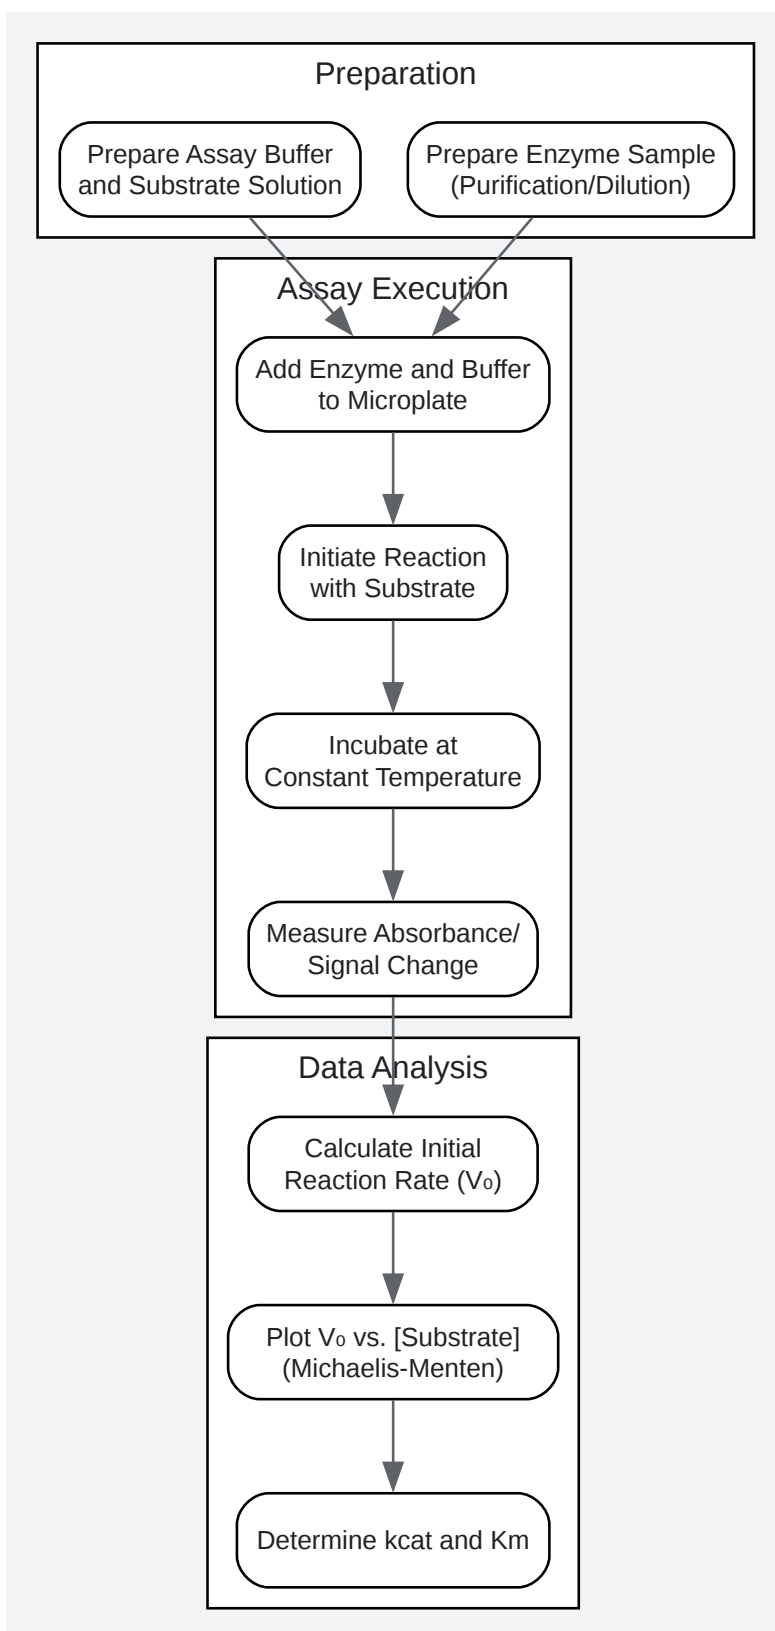 Preparation
Prepare Assay Buffer
and Substrate Solution
Prepare Enzyme Sample
(Purification/Dilution)
Assay Execution
Add Enzyme and Buffer
to Microplate
Initiate Reaction
with Substrate
Incubate at
Constant Temperature
Measure Absorbance/
Signal Change
Data Analysis
Calculate Initial
Reaction Rate (V₀)
Plot V₀ vs. [Substrate]
(Michaelis-Menten)
Determine kcat and Km